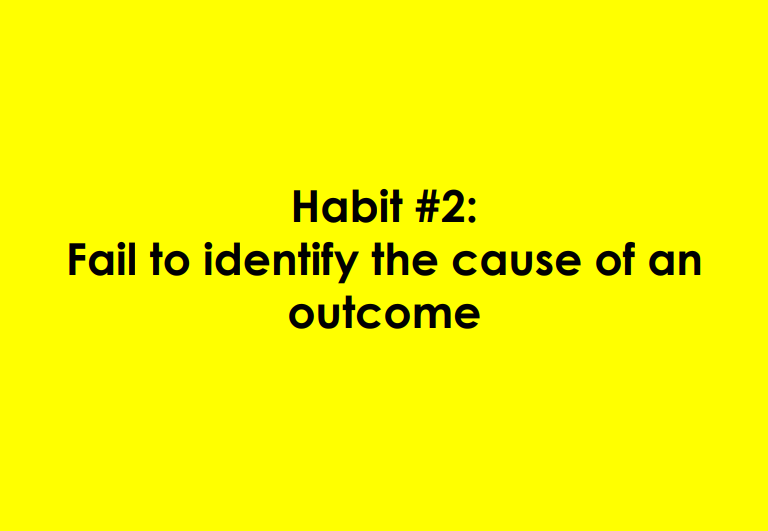 Habit #2:
Fail to identify the cause of an
outcome